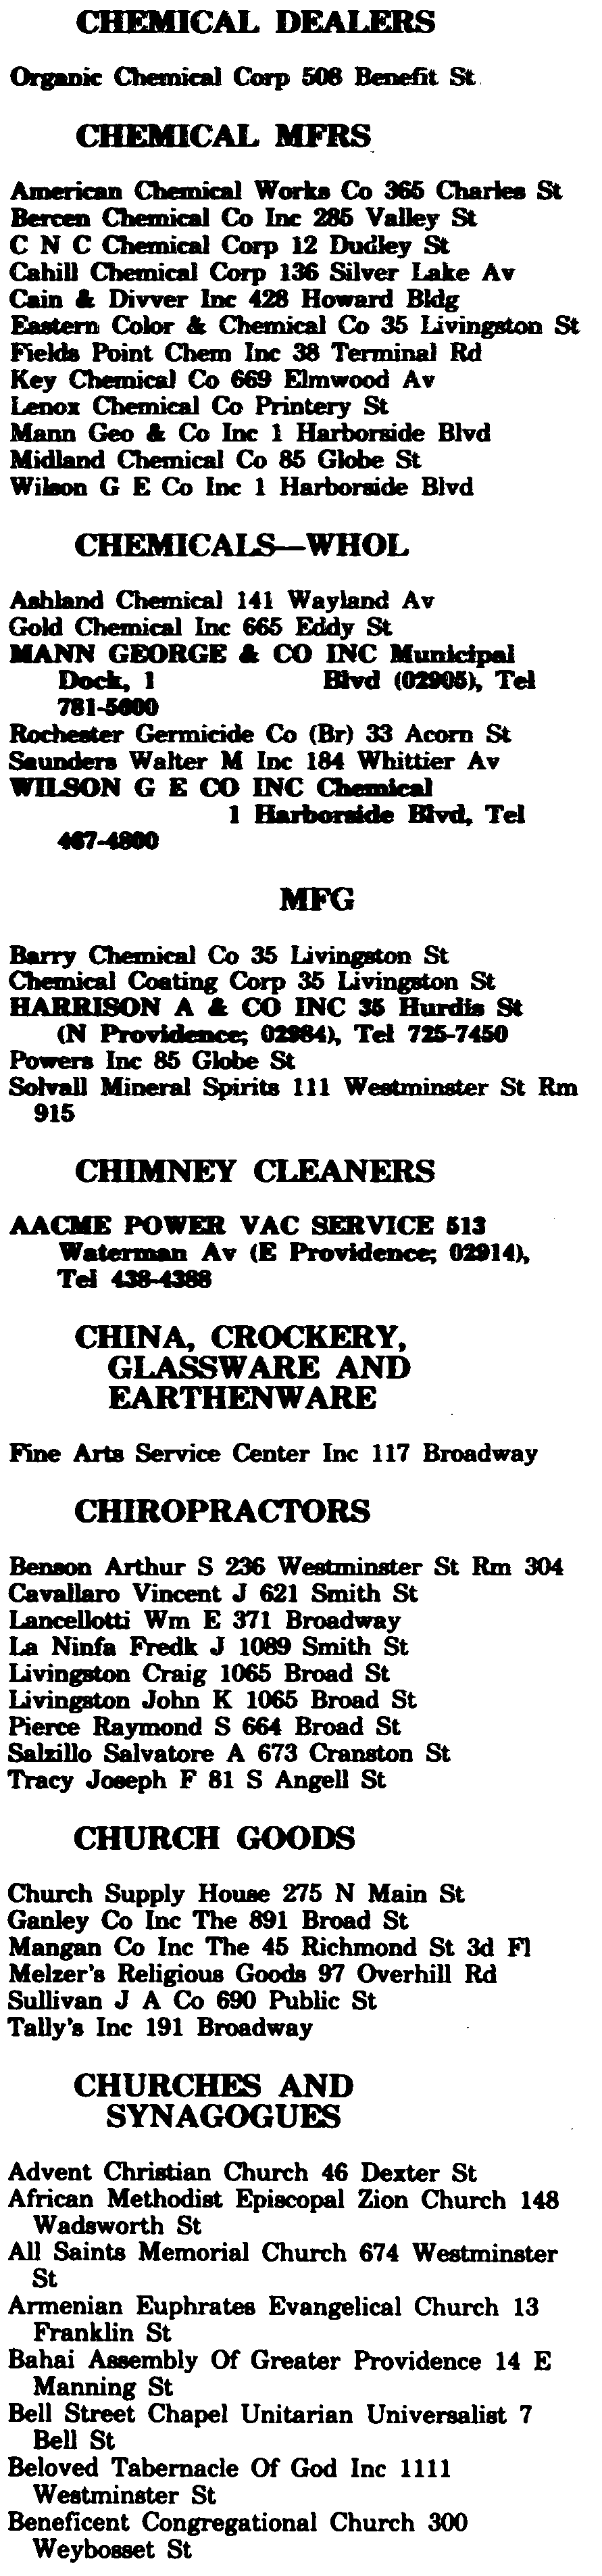 CHEMICAL DEALERS
Organic Chemical Corp 508 Benefit St
CHEMICAL MFRS
American Chemical Works Co 365 Charles St
Bercen Chemical Co Inc 285 Valley St
C N C Chemical Corp 12 Dudley St
Cahill Chemical Corp 136 Silver Lake Av
Cain & Divver Inc 428 Howard Bldg
Eastern Color & Chemical Co 35 Livingston St
Fields Point Chem Inc 38 Terminal Rd
Key Chemical Co 669 Elmwood Av
Lenox Chemical Co Printery St
Mann Geo & Co Inc 1 Harborside Blvd
Midland Chemical Co 85 Globe St
Wilson G E Co Inc 1 Harborside Blvd
CHEMICALS—WHOL
Ashland Chemical 141 Wayland Av
Gold Chemical Inc 665 Eddy St
MANN GEORGE & CO INC Municipal
Dock, 1 Blvd (02905), Tel
781-5600
Rochester Germicide Co (Br) 33 Acorn St
Saunders Walter M Inc 184 Whittier Av
WILSON G E CO INC Chemical
1 Harborside Blvd, Tel
467-4800
MFG
Barry Chemical Co 35 Livingston St
Chemical Coating Corp 35 Livingston St
HARRISON A & CO INC 35 Hurdis St
(N Providence; 02984), Tel 725-7450
Powers Inc 85 Globe St
Solvall Mineral Spirits 111 Westminster St Rm
915
CHIMNEY CLEANERS
AACME POWER VAC SERVICE 513
Waterman Av (E Providence; 02914),
Tel 438-4388
CHINA, CROCKERY,
GLASSWARE AND
EARTHENWARE
Fine Arts Service Center Inc 117 Broadway
CHIROPRACTORS
Benson Arthur S 236 Westminster St Rm 304
Cavallaro Vincent J 621 Smith St
Lancellotti Wm E 371 Broadway
La Ninfa Fredk J 1089 Smith St
Livingston Craig 1065 Broad St
Livingston John K 1065 Broad St
Pierce Raymond S 664 Broad St
Salzillo Salvatore A 673 Cranston St
Tracy Joseph F 81 S Angell St
CHURCH GOODS
Church Supply House 275 N Main St
Ganley Co Inc The 891 Broad St
Mangan Co Inc The 45 Richmond St 3d Fl
Melzer's Religious Goods 97 Overhill Rd
Sullivan J A Co 690 Public St
Tally's Inc 191 Broadway
CHURCHES AND
SYNAGOGUES
Advent Christian Church 46 Dexter St
African Methodist Episcopal Zion Church 148
Wadsworth St
All Saints Memorial Church 674 Westminster
St
Armenian Euphrates Evangelical Church 13
Franklin St
Bahai Assembly Of Greater Providence 14 E
Manning St
Bell Street Chapel Unitarian Universalist 7
Bell St
Beloved Tabernacle Of God Inc 1111
Westminster St
Beneficent Congregational Church 300
Weybosset St